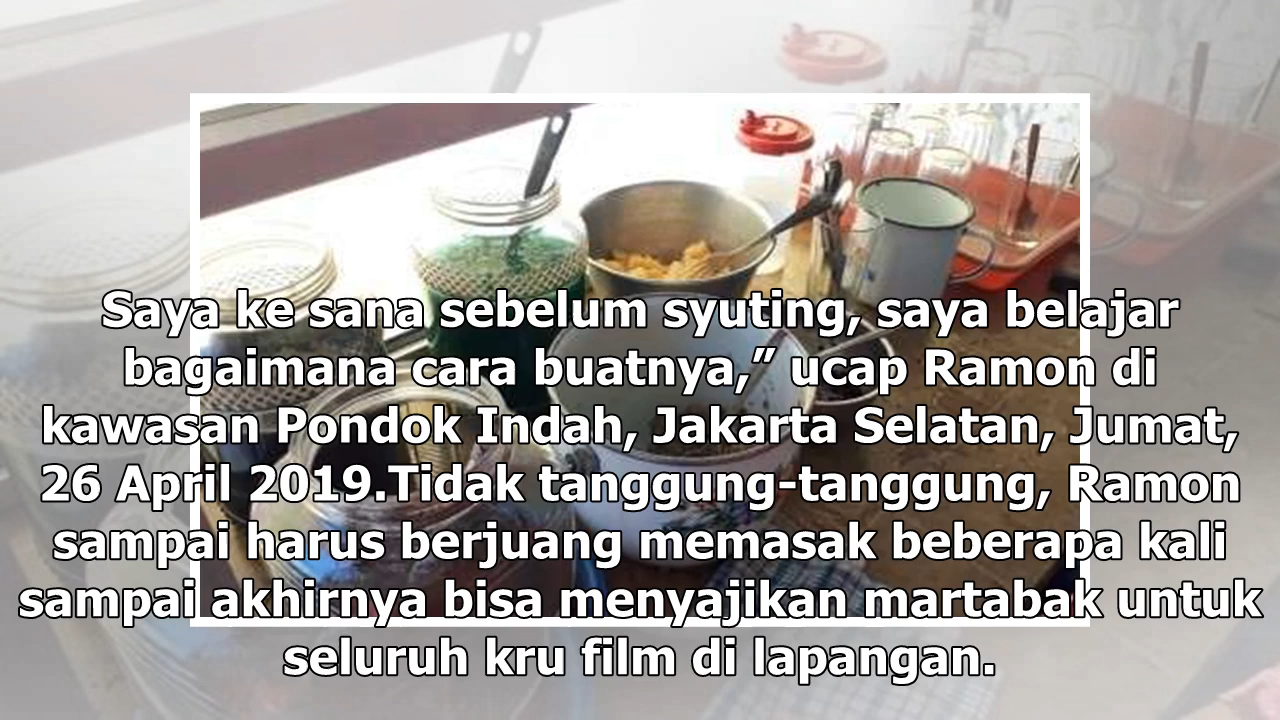 Saya ke sana sebelum syuting, saya belajar
bagaimana cara buatnya,” ucap Ramon di
kawasan Pondok Indah, Jakarta Selatan, Jumat,
26 April 2019.Tidak tanggung-tanggung, Ramon
sampai harus berjuang memasak beberapa kali
sampai akhirnya bisa menyajikan martabak untuk
seluruh kru film di lapangan.